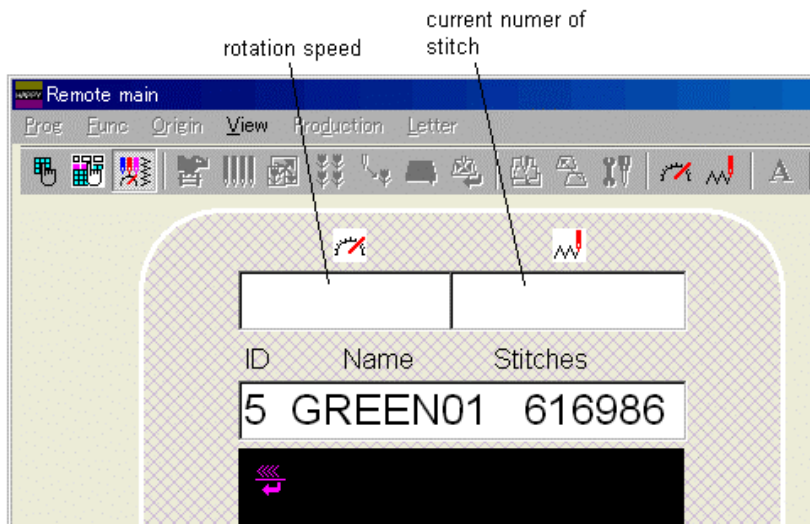 current numer of
stitch
rotation speed
HAPPY Remote main
Prog Func Origin View Production Letter
A
ID Name Stitches
5 GREEN01 616986